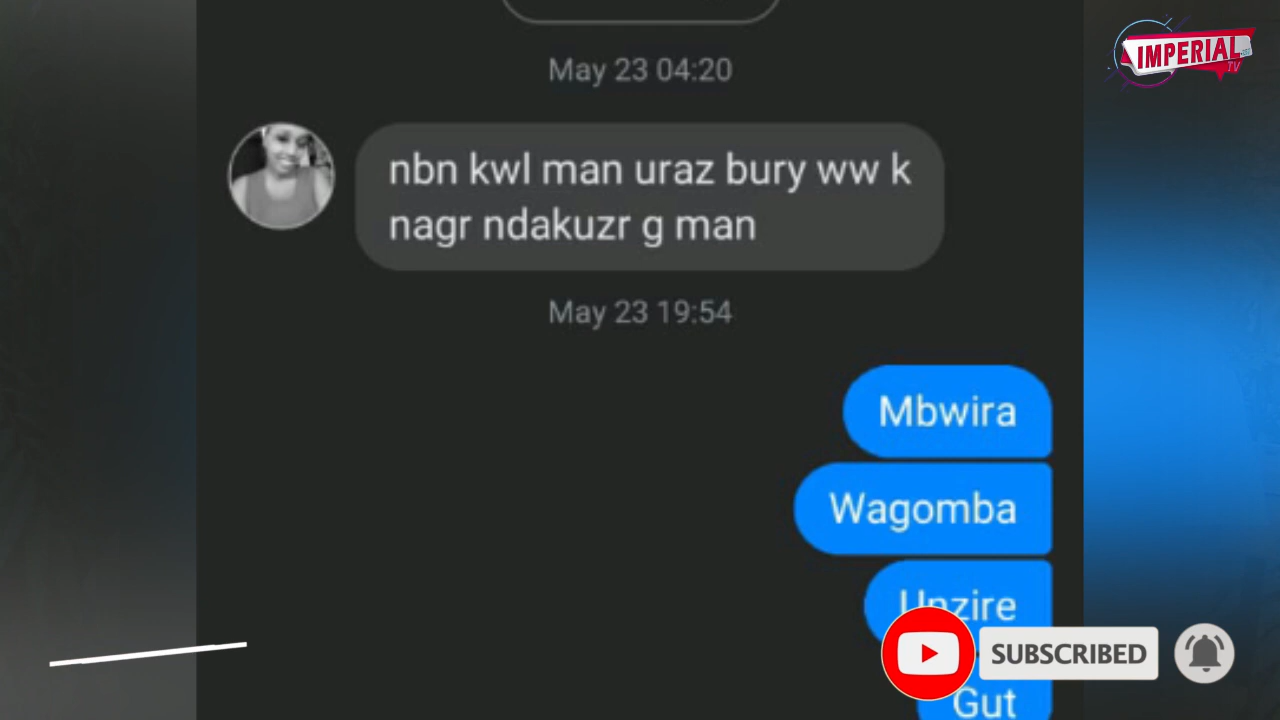 IMPERIAL
TV
May 23 04:20
nbn kwl man uraz bury ww k
nagr ndakuzr g man
May 23 19:54
Mbwira
Wagomba
SUBSCRIBED
Gut